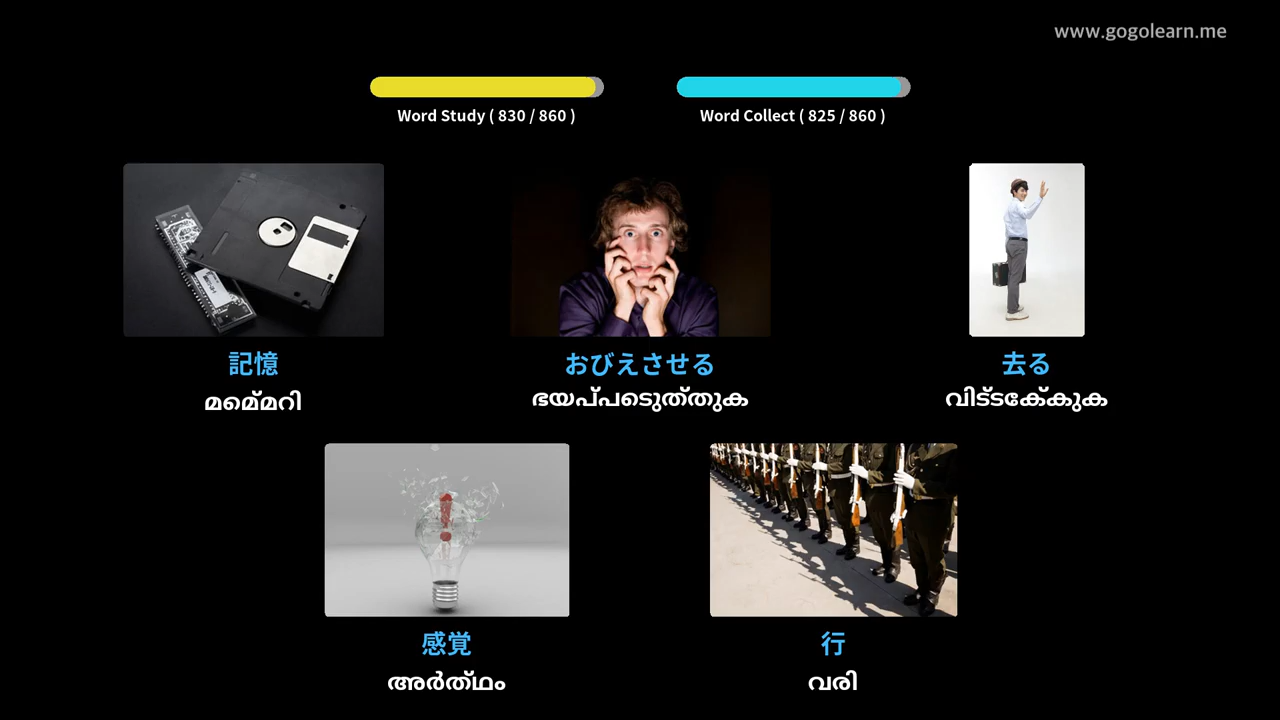 www.gogolearn.me
Word Study ( 830 / 860 )
Word Collect ( 825 / 860 )
記憶
മെമ്മറി
おびえさせる
ഭയപ്പെടുത്തുക
去る
വിട്ടേക്കുക
感覚
അർത്ഥം
行
വരി